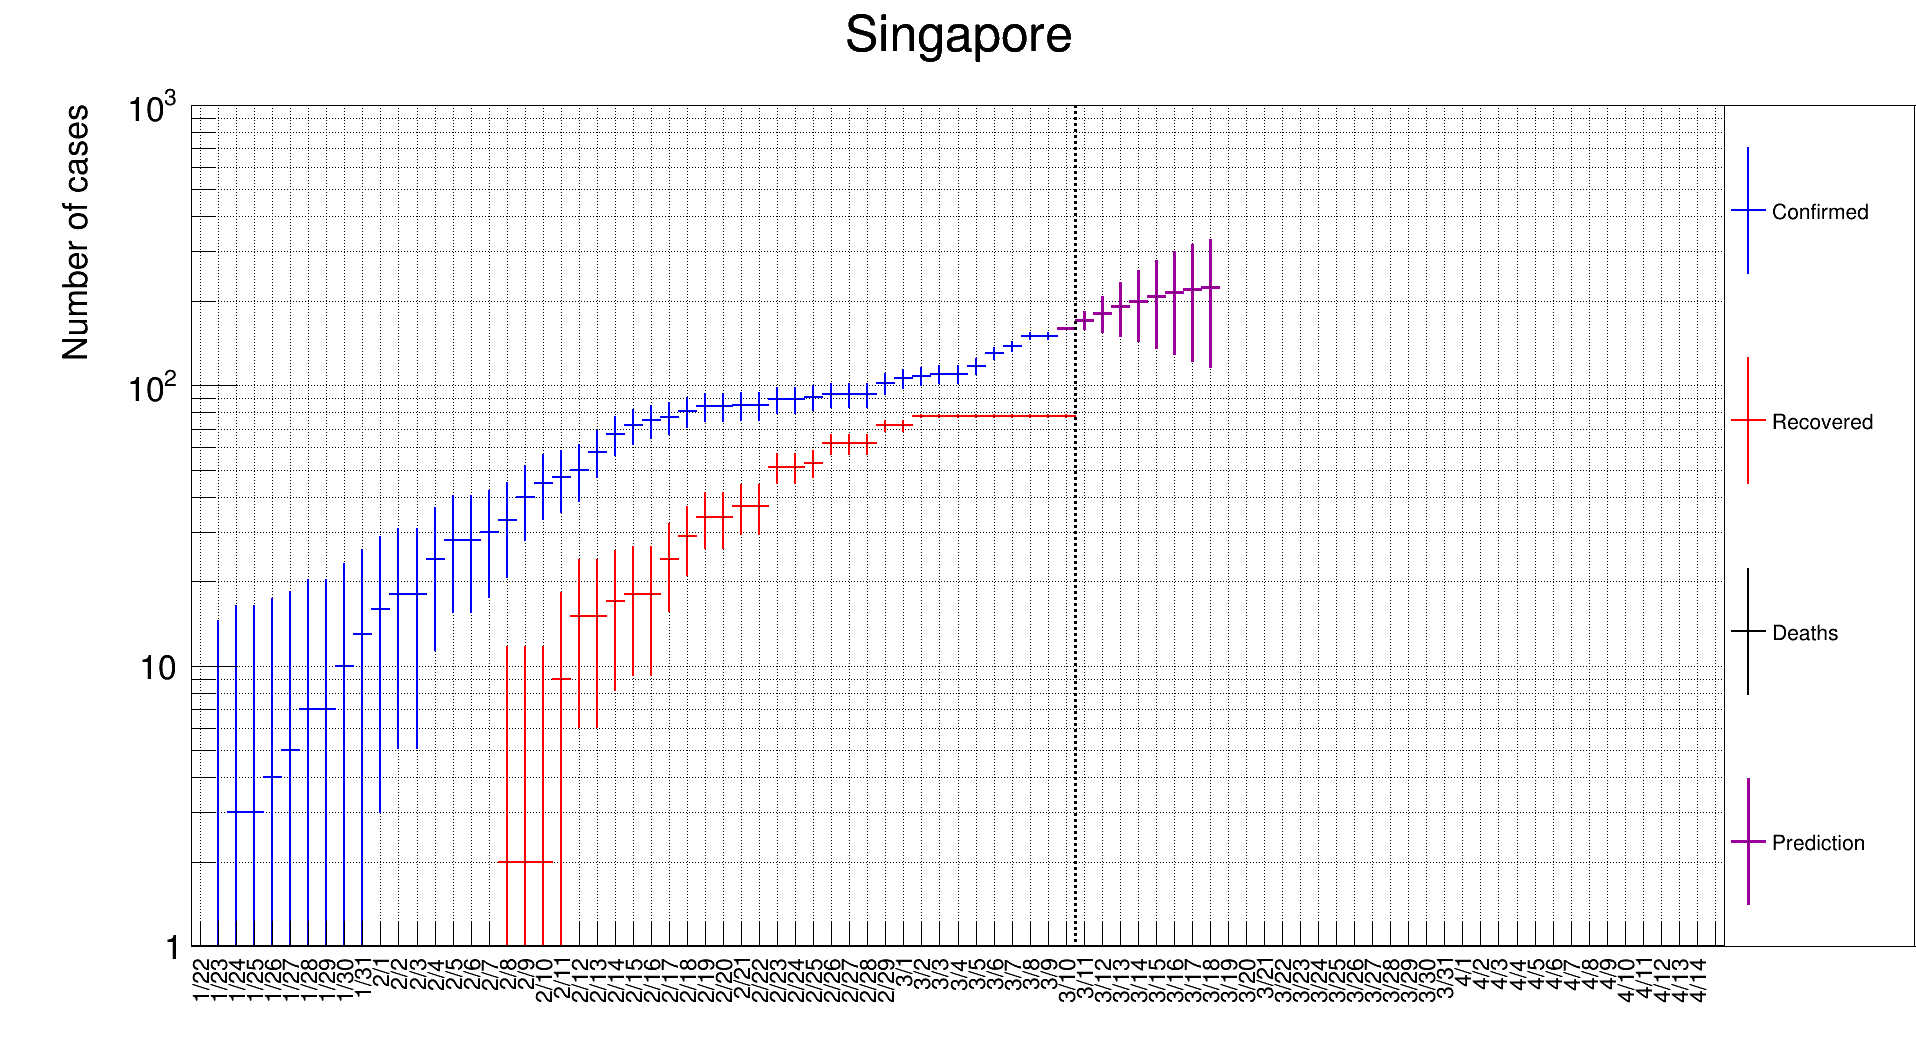 Singapore
Number of cases
10³
10²
10
1
1/22 1/23 1/24 1/25 1/26 1/27 1/28 1/29 1/30 1/31 2/1 2/2 2/3 2/4 2/5 2/6 2/7 2/8 2/9 2/10 2/11 2/12 2/13 2/14 2/15 2/16 2/17 2/18 2/19 2/20 2/21 2/22 2/23 2/24 2/25 2/26 2/27 2/28 2/29 3/1 3/2 3/3 3/4 3/5 3/6 3/7 3/8 3/9 3/10 3/11 3/12 3/13 3/14 3/15 3/16 3/17 3/18 3/19 3/20 3/21 3/22 3/23 3/24 3/25 3/26 3/27 3/28 3/29 3/30 3/31 4/1 4/2 4/3 4/4 4/5 4/6 4/7 4/8 4/9 4/10 4/11 4/12 4/13 4/14
Confirmed
Recovered
Deaths
Prediction